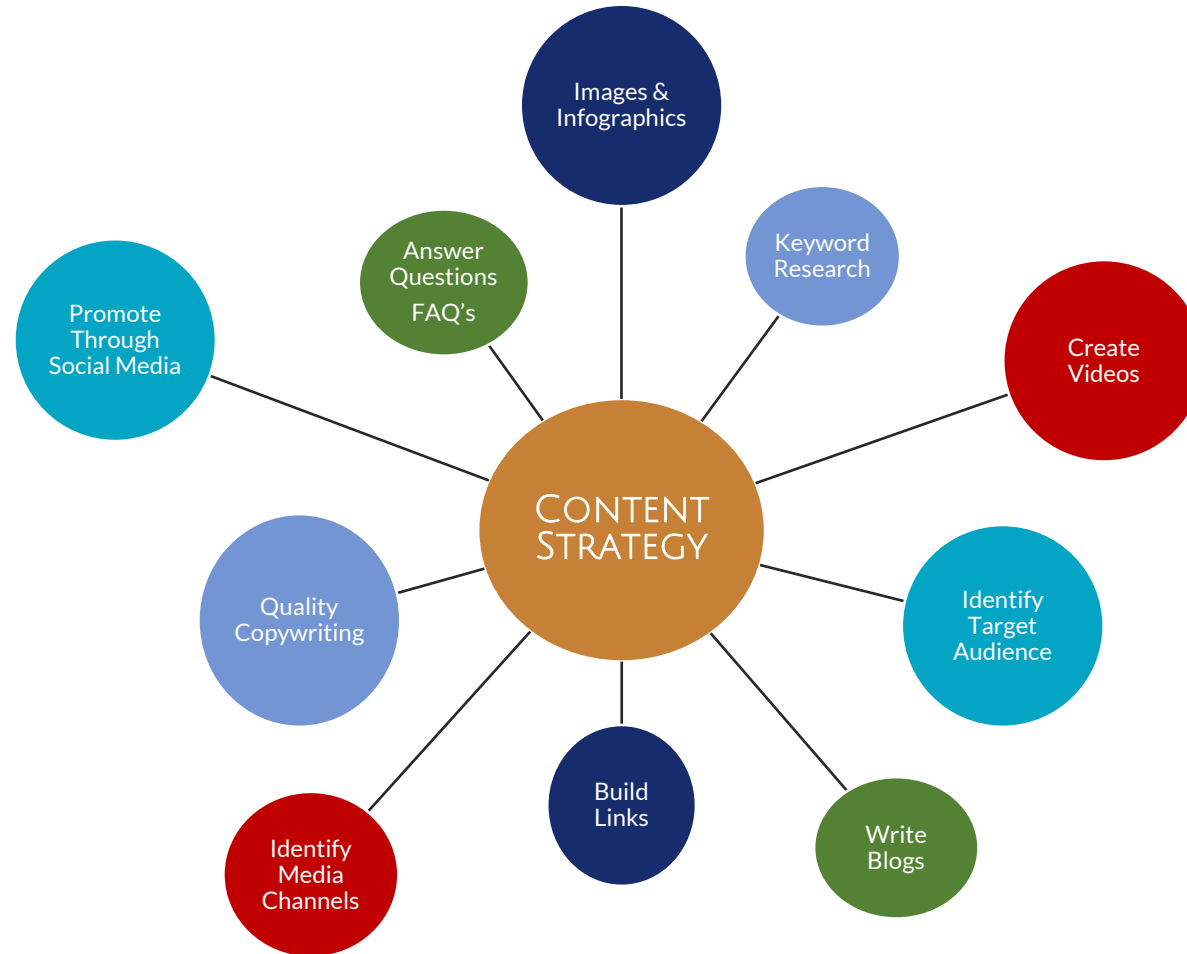 Images &
Infographics
Keyword
Research
Answer
Questions
FAQ’s
Promote
Through
Social Media
Create
Videos
CONTENT
STRATEGY
Quality
Copywriting
Identify
Target
Audience
Build
Links
Write
Blogs
Identify
Media
Channels